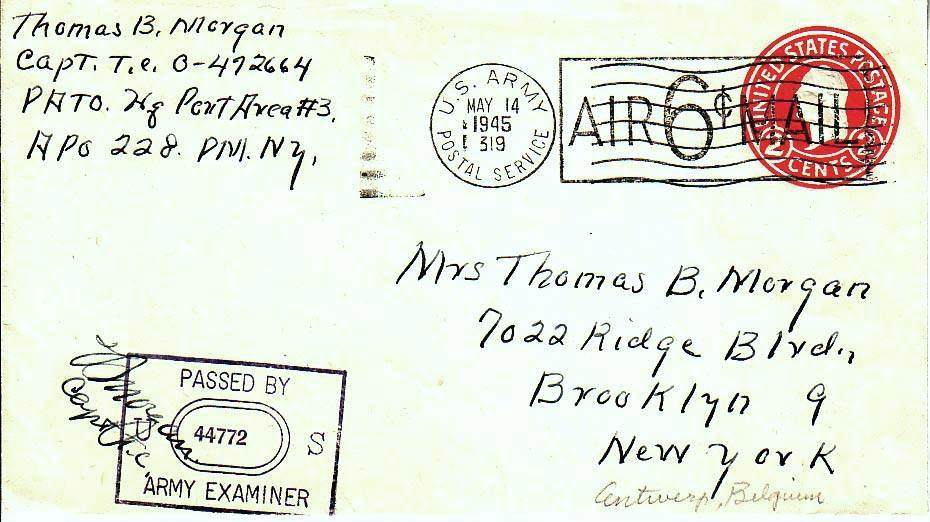 Thomas B. Morgan
Capt. T.C. O-472664
PATO. Hq Port Area #3,
APO 228. PM. NY,
U.S. ARMY
MAY 14
1945
319
POSTAL SERVICE
AIR 6¢ MAIL
UNITED STATES POSTAGE
2 CENTS 2
Mrs Thomas B. Morgan
7022 Ridge Blvd.,
Brooklyn 9
New York
Antwerp, Belgium
PASSED BY
U 44772 S
ARMY EXAMINER
Capt. T.C.